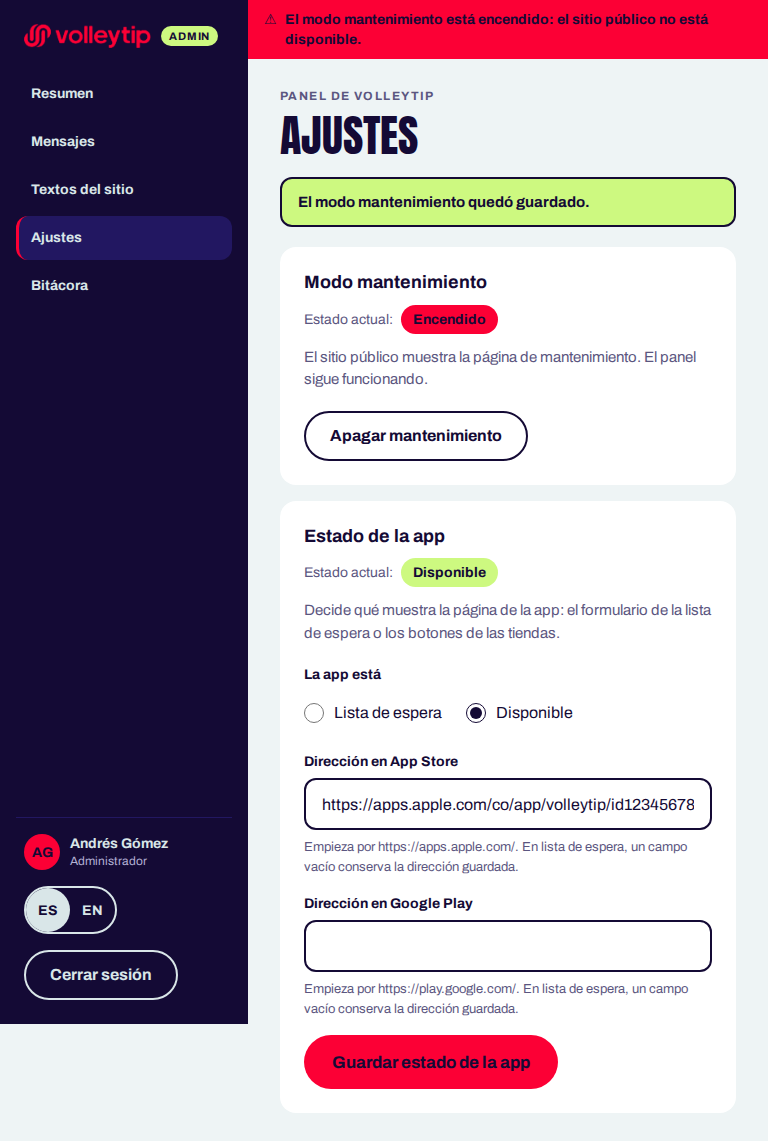 volleytip ADMIN
Resumen
Mensajes
Textos del sitio
Ajustes
Bitácora
Andrés Gómez
AG
Administrador
ES EN
Cerrar sesión
⚠ El modo mantenimiento está encendido: el sitio público no está
disponible.
PANEL DE VOLLEYTIP
AJUSTES
El modo mantenimiento quedó guardado.
Modo mantenimiento
Estado actual: Encendido
El sitio público muestra la página de mantenimiento. El panel
sigue funcionando.
Apagar mantenimiento
Estado de la app
Estado actual: Disponible
Decide qué muestra la página de la app: el formulario de la lista
de espera o los botones de las tiendas.
La app está
Lista de espera Disponible
Dirección en App Store
https://apps.apple.com/co/app/volleytip/id12345678
Empieza por https://apps.apple.com/. En lista de espera, un campo
vacío conserva la dirección guardada.
Dirección en Google Play
Empieza por https://play.google.com/. En lista de espera, un campo
vacío conserva la dirección guardada.
Guardar estado de la app